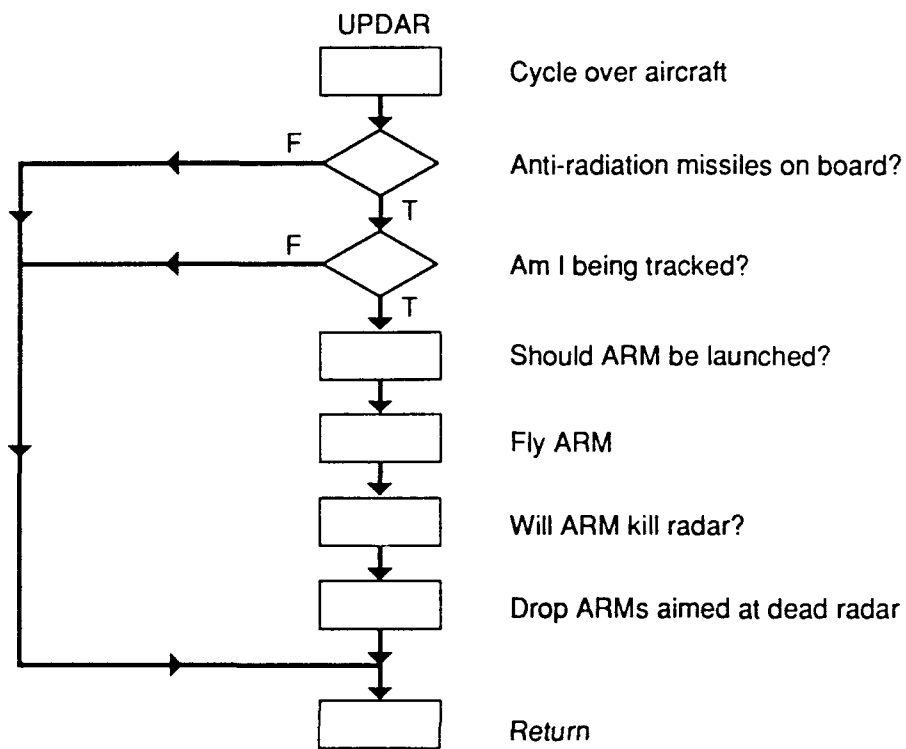 UPDAR
Cycle over aircraft
F
Anti-radiation missiles on board?
T
F
Am I being tracked?
T
Should ARM be launched?
Fly ARM
Will ARM kill radar?
Drop ARMs aimed at dead radar
Return